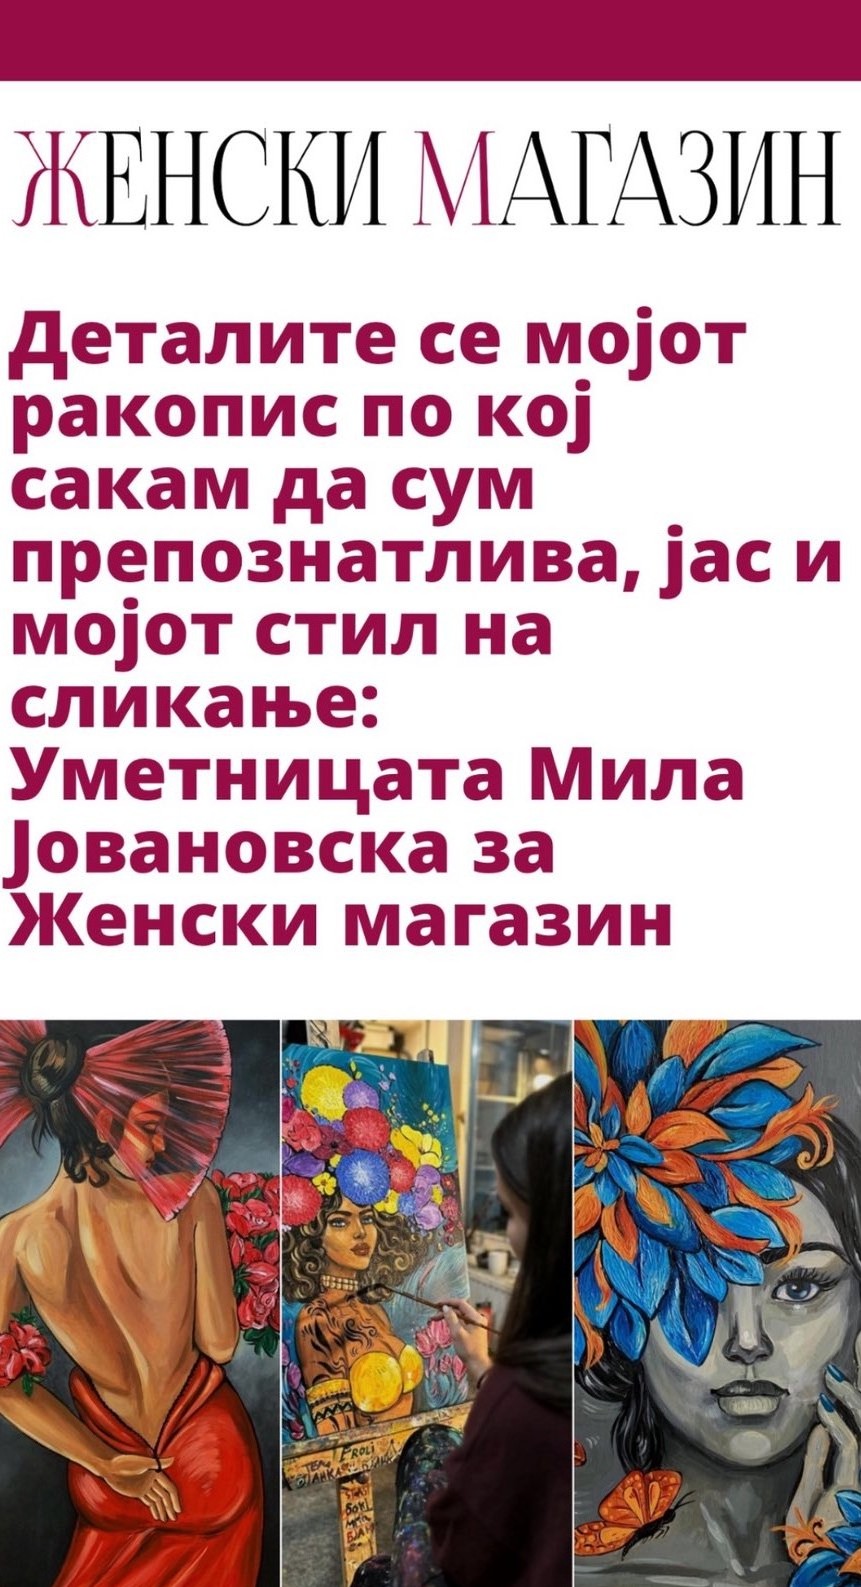 ЖЕНСКИ МАГАЗИН
Деталите се мојот
ракопис по кој
сакам да сум
препознатлива, јас и
мојот стил на
сликање:
Уметницата Мила
Јовановска за
Женски магазин
FROLI